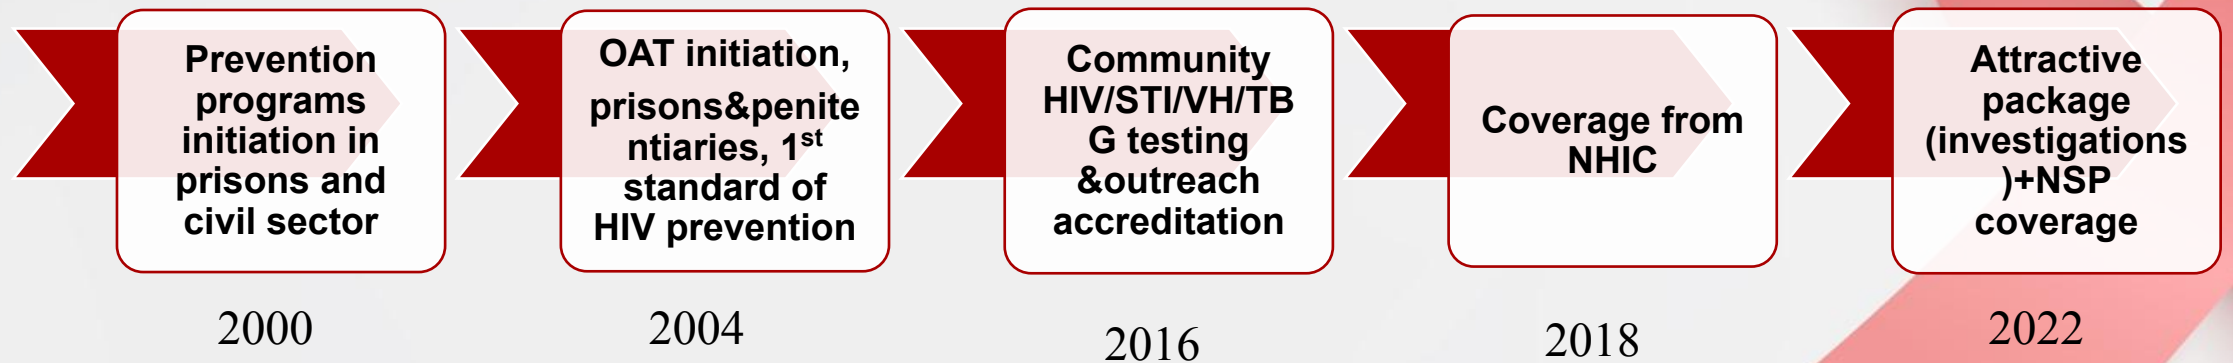 Prevention
programs
initiation in
prisons and
civil sector
2000
OAT initiation,
prisons&penite
ntiaries, 1st
standard of
HIV prevention
2004
Community
HIV/STI/VH/TB
G testing
&outreach
accreditation
2016
Coverage from
NHIC
2018
Attractive
package
(investigations
)+NSP
coverage
2022